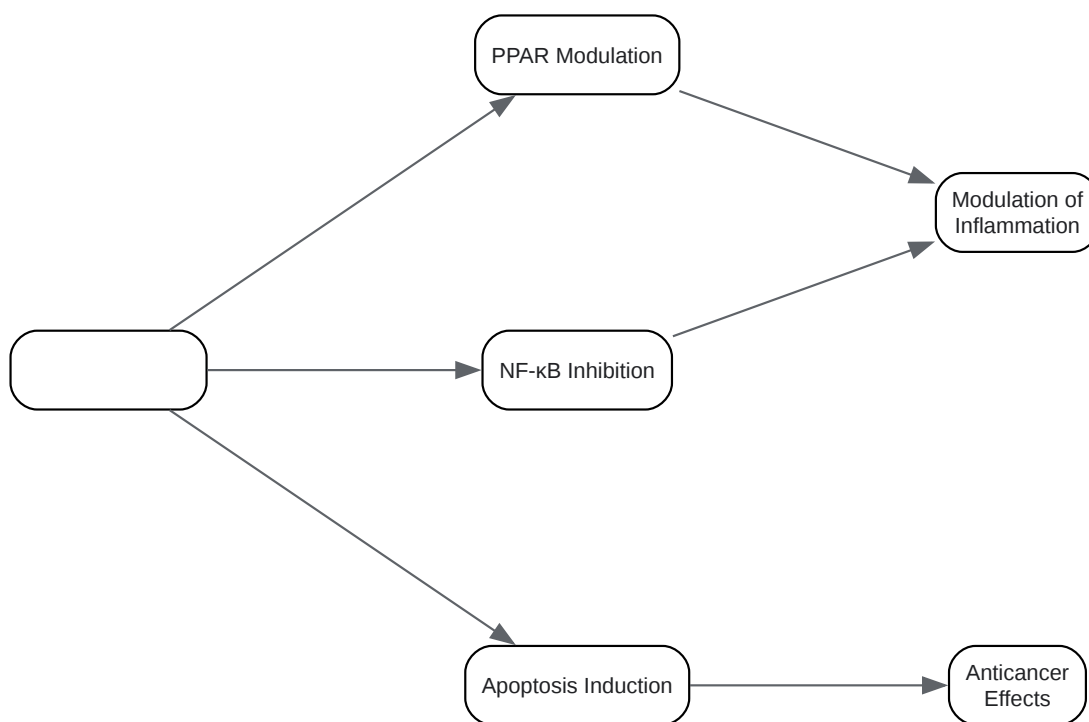 PPAR Modulation
Modulation of
Inflammation
NF-κB Inhibition
Apoptosis Induction
Anticancer
Effects